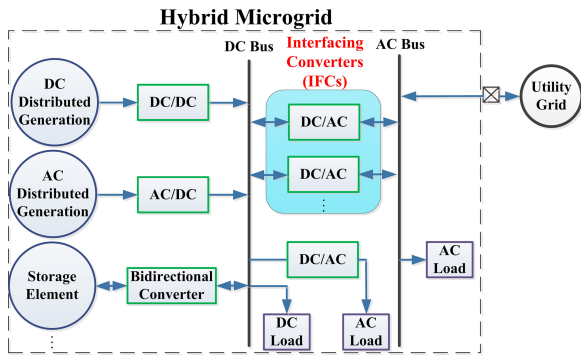 Hybrid Microgrid
DC Bus
Interfacing
Converters
(IFCs)
AC Bus
DC
Distributed
Generation
DC/DC
DC/AC
Utility
Grid
AC
Distributed
Generation
AC/DC
DC/AC
⋮
Storage
Element
Bidirectional
Converter
DC/AC
AC
Load
DC
Load
AC
Load
⋮